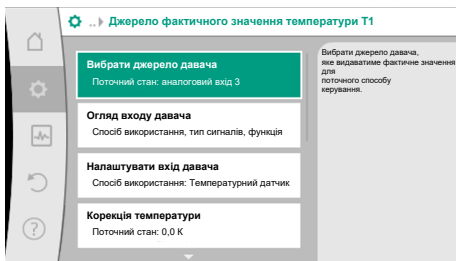 ..▶ Джерело фактичного значення температури T1
Вибрати джерело давача
Поточний стан: аналоговий вхід 3
Огляд входу давача
Спосіб використання, тип сигналів, функція
Налаштувати вхід давача
Спосіб використання: Температурний датчик
Корекція температури
Поточний стан: 0,0 К
Вибрати джерело давача,
яке видаватиме фактичне значення
для
поточного способу
керування.